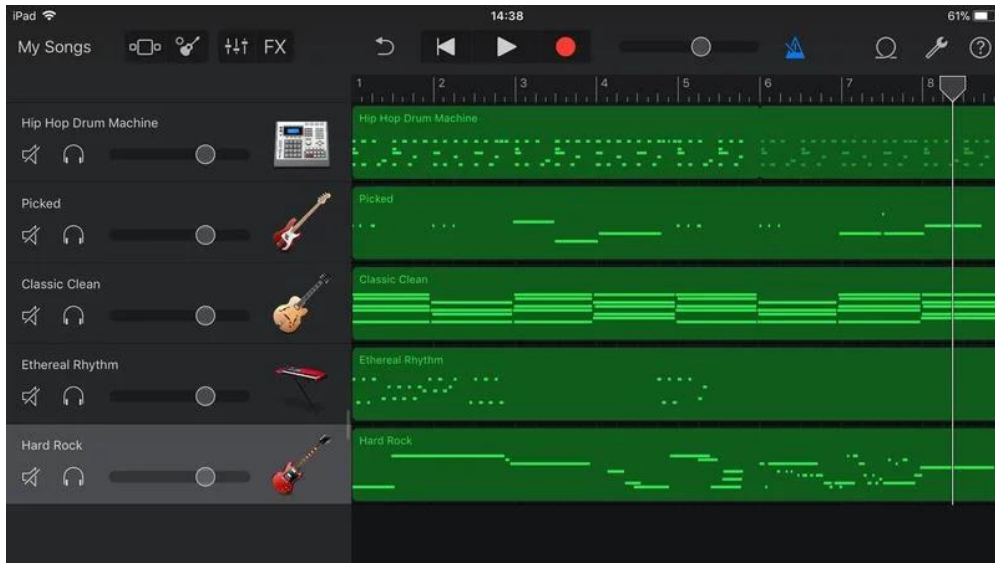 iPad 14:38 61%
My Songs FX
1 2 3 4 5 6 7 8
Hip Hop Drum Machine
Hip Hop Drum Machine
Picked
Picked
Classic Clean
Classic Clean
Ethereal Rhythm
Ethereal Rhythm
Hard Rock
Hard Rock